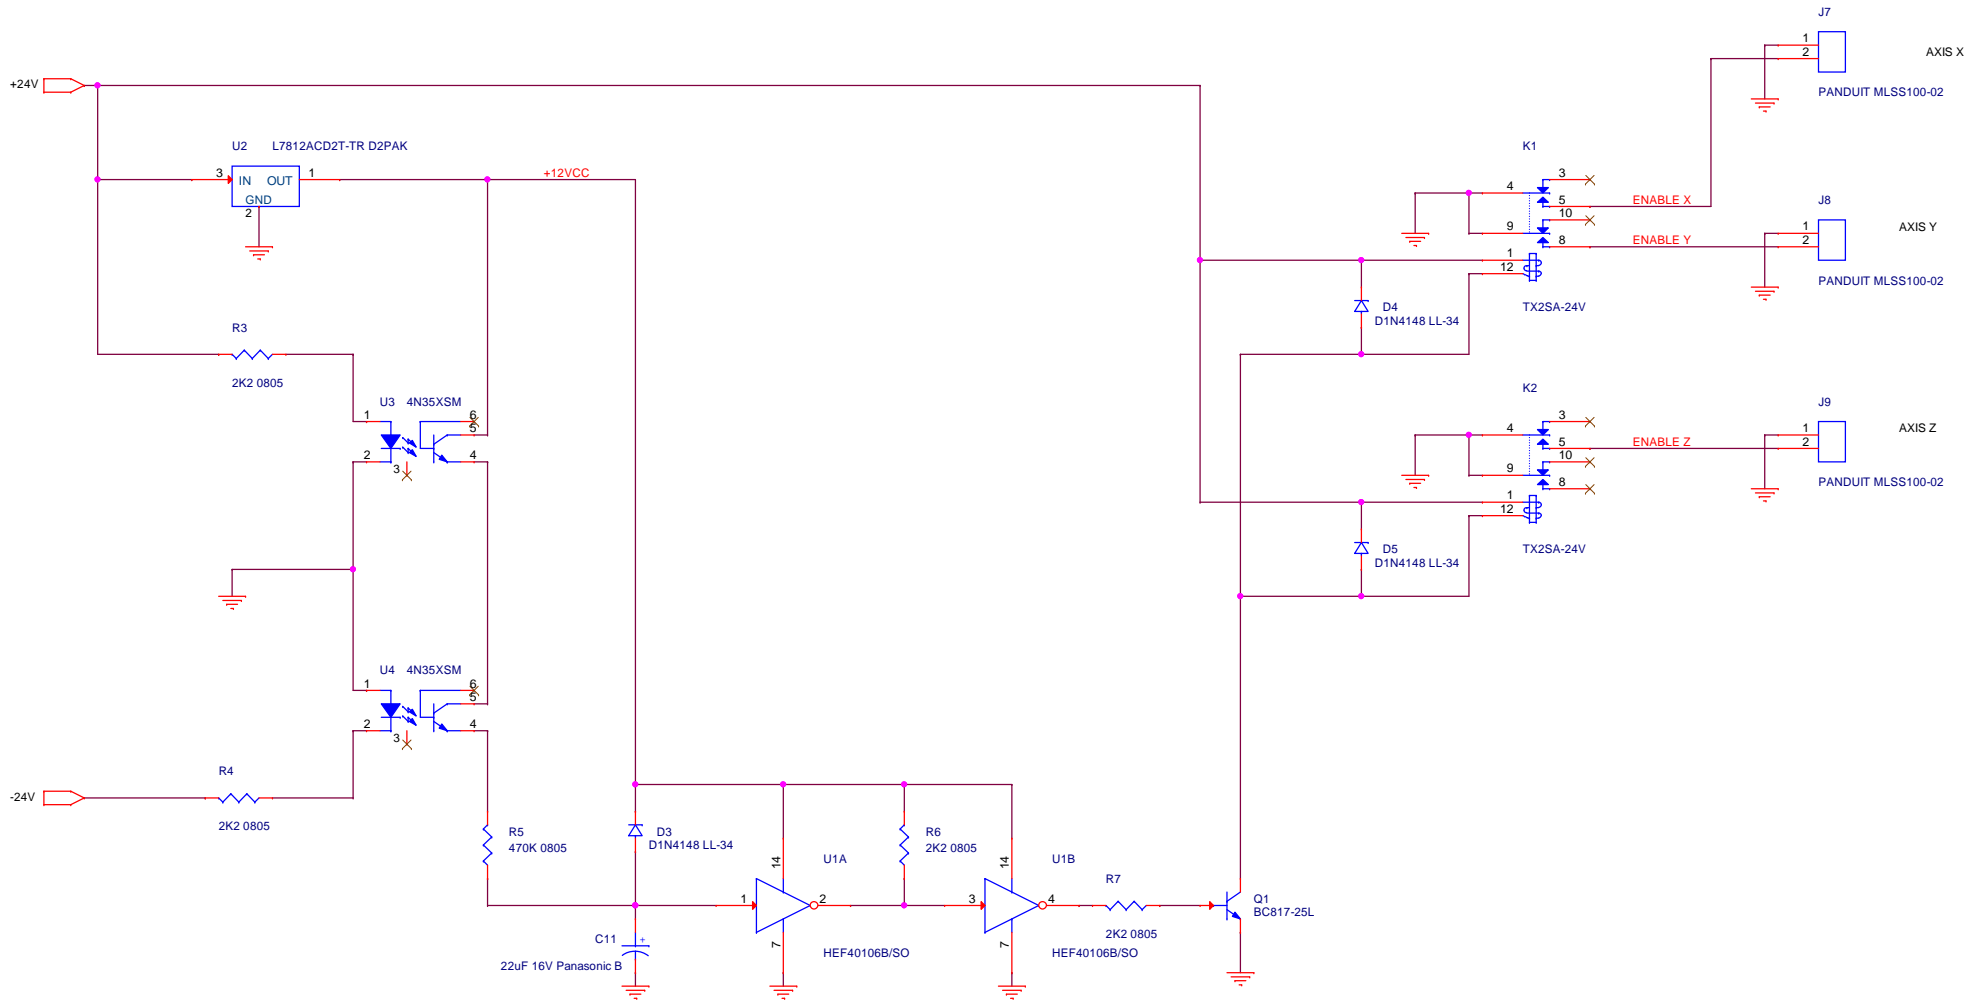 J7
1
2
AXIS X
PANDUIT MLSS100-02
+24V
U2 L7812ACD2T-TR D2PAK
3 IN OUT 1
GND
2
+12VCC
K1
3
4
5 ENABLE X
10
9
8 ENABLE Y
1
12
TX2SA-24V
J8
1
2
AXIS Y
PANDUIT MLSS100-02
D4
D1N4148 LL-34
R3
2K2 0805
U3 4N35XSM
1
2
3
6
5
4
K2
3
4
5 ENABLE Z
10
9
8
1
12
TX2SA-24V
J9
1
2
AXIS Z
PANDUIT MLSS100-02
D5
D1N4148 LL-34
U4 4N35XSM
1
2
3
6
5
4
-24V
R4
2K2 0805
R5
470K 0805
D3
D1N4148 LL-34
C11
+
22uF 16V Panasonic B
U1A
14
1
2
7
HEF40106B/SO
R6
2K2 0805
U1B
14
3
4
7
HEF40106B/SO
R7
2K2 0805
Q1
BC817-25L